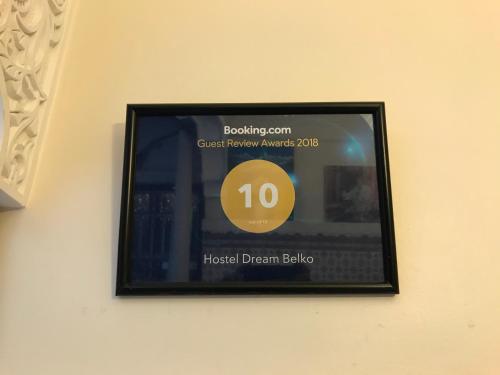 Booking.com
Guest Review Awards 2018
10
Hostel Dream Belko